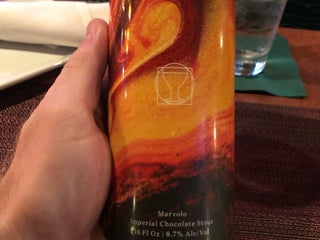 Marvolo
Imperial Chocolate Stout
16 Fl Oz | 8.7% Alc/Vol